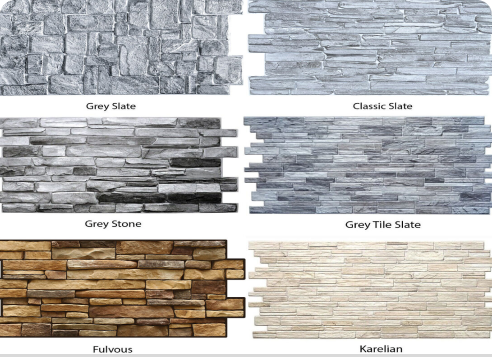 Grey Slate
Classic Slate
Grey Stone
Grey Tile Slate
Fulvous
Karelian